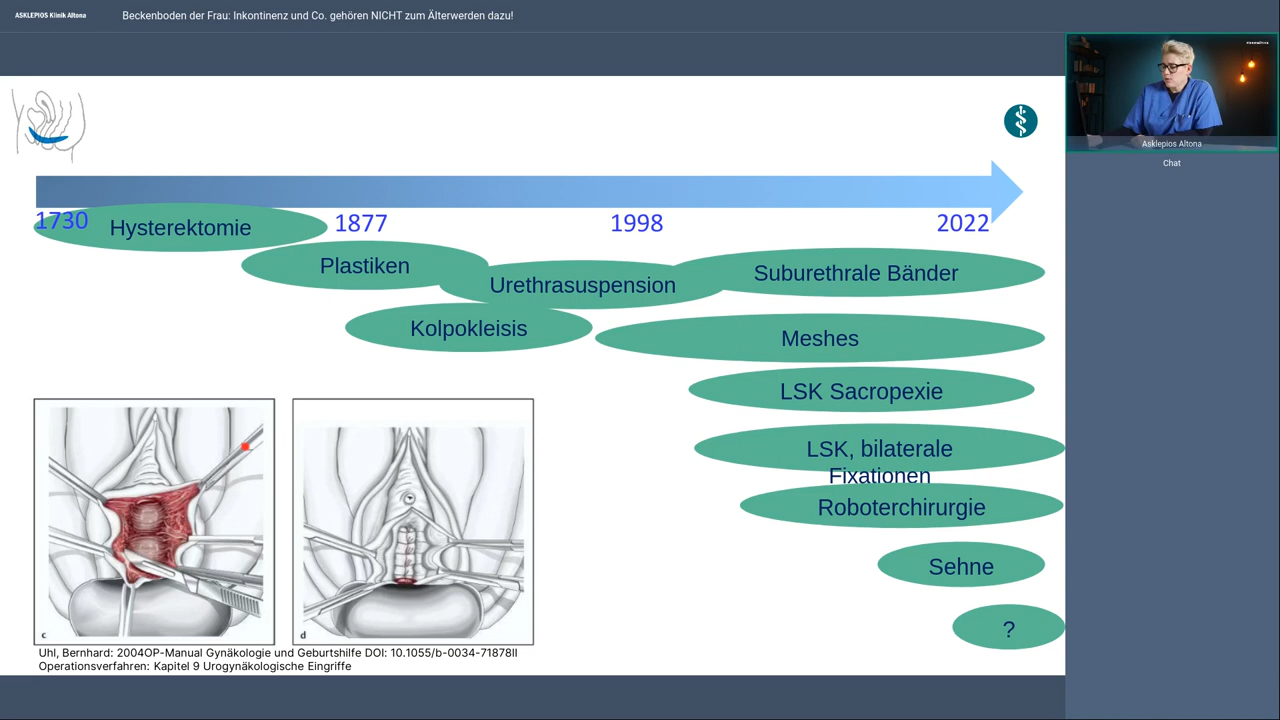 ASKLEPIOS Klinik Altona
Beckenboden der Frau: Inkontinenz und Co. gehören NICHT zum Älterwerden dazu!
Asklepios Altona
Chat
1730
1877
1998
2022
Hysterektomie
Plastiken
Urethrasuspension
Suburethrale Bänder
Kolpokleisis
Meshes
LSK Sacropexie
LSK, bilaterale
Fixationen
Roboterchirurgie
Sehne
?
c
d
Uhl, Bernhard: 2004OP-Manual Gynäkologie und Geburtshilfe DOI: 10.1055/b-0034-71878II
Operationsverfahren: Kapitel 9 Urogynäkologische Eingriffe